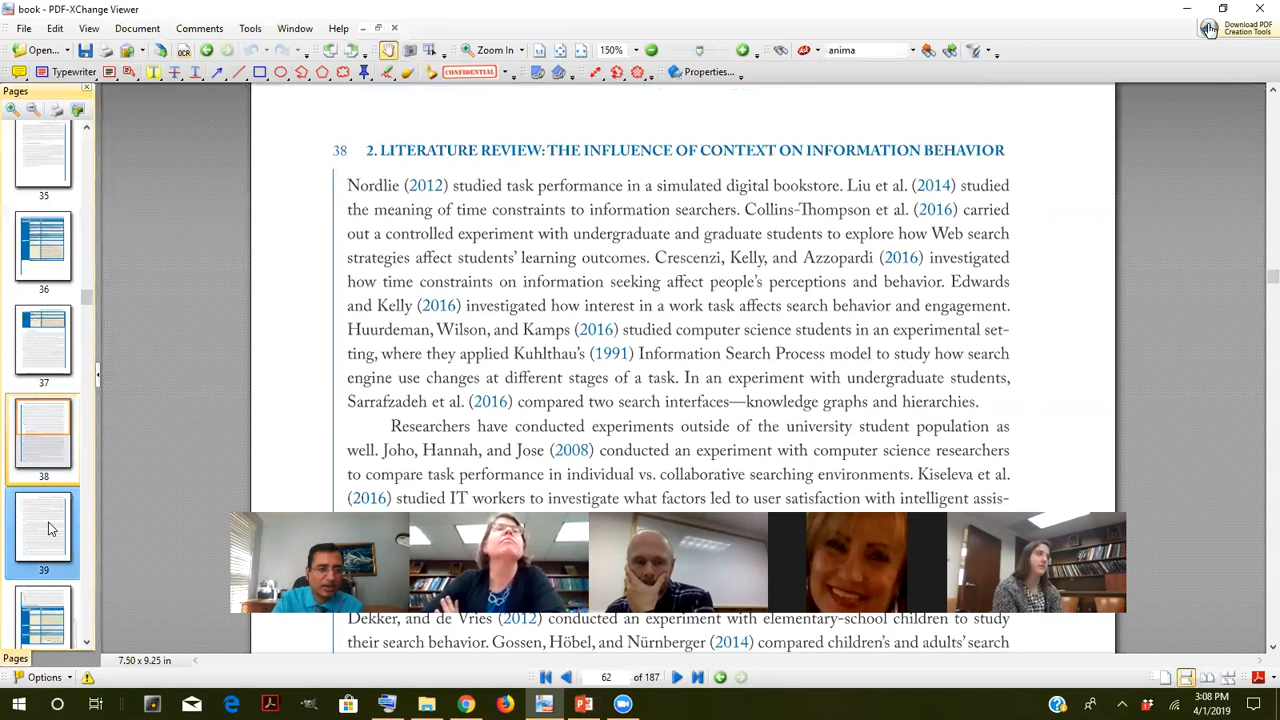 book - PDF-XChange Viewer
File Edit View Document Comments Tools Window Help
Download PDF
Creation Tools
Open...
OCR
Zoom In
150%
anima
Typewriter
CONFIDENTIAL
Properties...
Pages
35
36
37
38
39
38 2. LITERATURE REVIEW: THE INFLUENCE OF CONTEXT ON INFORMATION BEHAVIOR
Nordlie (2012) studied task performance in a simulated digital bookstore. Liu et al. (2014) studied
the meaning of time constraints to information searchers. Collins-Thompson et al. (2016) carried
out a controlled experiment with undergraduate and graduate students to explore how Web search
strategies affect students' learning outcomes. Crescenzi, Kelly, and Azzopardi (2016) investigated
how time constraints on information seeking affect people's perceptions and behavior. Edwards
and Kelly (2016) investigated how interest in a work task affects search behavior and engagement.
Huurdeman, Wilson, and Kamps (2016) studied computer science students in an experimental set-
ting, where they applied Kuhlthau's (1991) Information Search Process model to study how search
engine use changes at different stages of a task. In an experiment with undergraduate students,
Sarrafzadeh et al. (2016) compared two search interfaces—knowledge graphs and hierarchies.
Researchers have conducted experiments outside of the university student population as
well. Joho, Hannah, and Jose (2008) conducted an experiment with computer science researchers
to compare task performance in individual vs. collaborative searching environments. Kiseleva et al.
(2016) studied IT workers to investigate what factors led to user satisfaction with intelligent assis-
Dekker, and de Vries (2012) conducted an experiment with elementary-school children to study
their search behavior. Gossen, Höbel, and Nürnberger (2014) compared children's and adults' search
Pages
7.50 x 9.25 in
Options
62 of 187
3:08 PM
4/1/2019